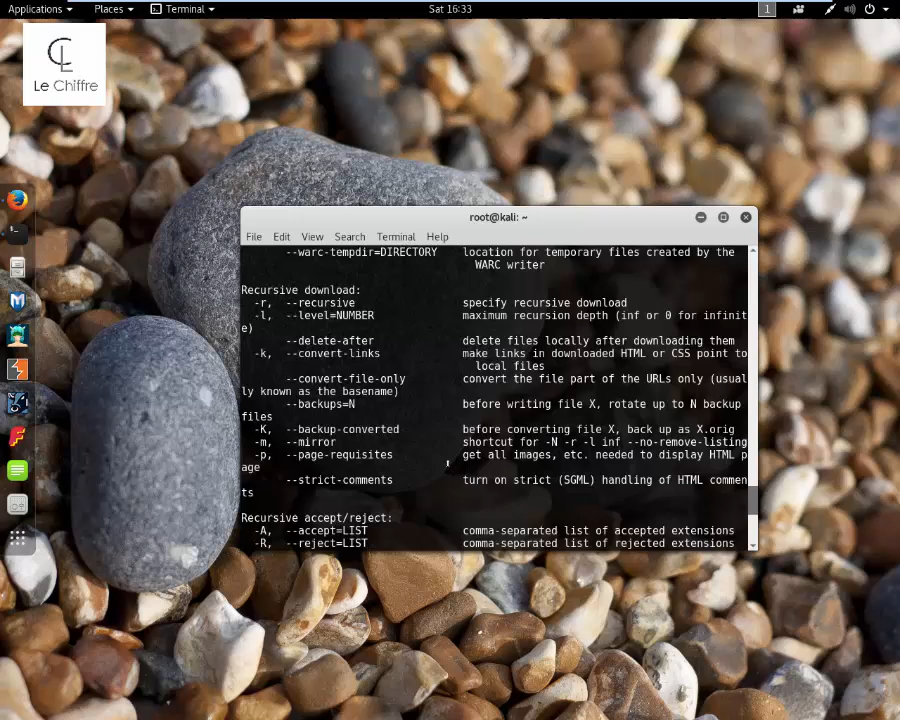 Applications Places Terminal Sat 16:33 1
CL
Le Chiffre
root@kali: ~
File Edit View Search Terminal Help
--warc-tempdir=DIRECTORY location for temporary files created by the
WARC writer
Recursive download:
-r, --recursive specify recursive download
-l, --level=NUMBER maximum recursion depth (inf or 0 for infinit
e)
--delete-after delete files locally after downloading them
-k, --convert-links make links in downloaded HTML or CSS point to
local files
--convert-file-only convert the file part of the URLs only (usual
ly known as the basename)
--backups=N before writing file X, rotate up to N backup
files
-K, --backup-converted before converting file X, back up as X.orig
-m, --mirror shortcut for -N -r -l inf --no-remove-listing
-p, --page-requisites get all images, etc. needed to display HTML p
age
--strict-comments turn on strict (SGML) handling of HTML commen
ts
Recursive accept/reject:
-A, --accept=LIST comma-separated list of accepted extensions
-R, --reject=LIST comma-separated list of rejected extensions